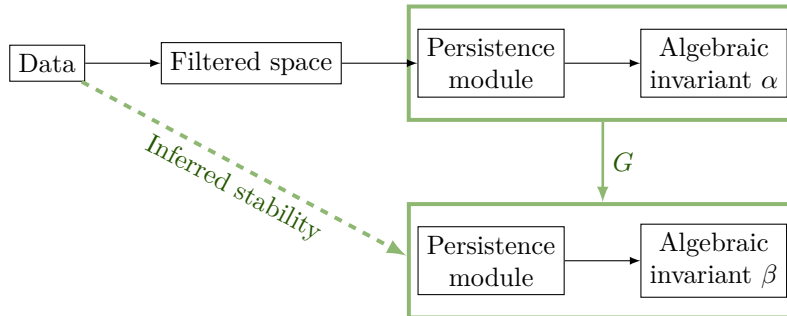 Data
Filtered space
Persistence
module
Algebraic
invariant α
Inferred stability
G
Persistence
module
Algebraic
invariant β